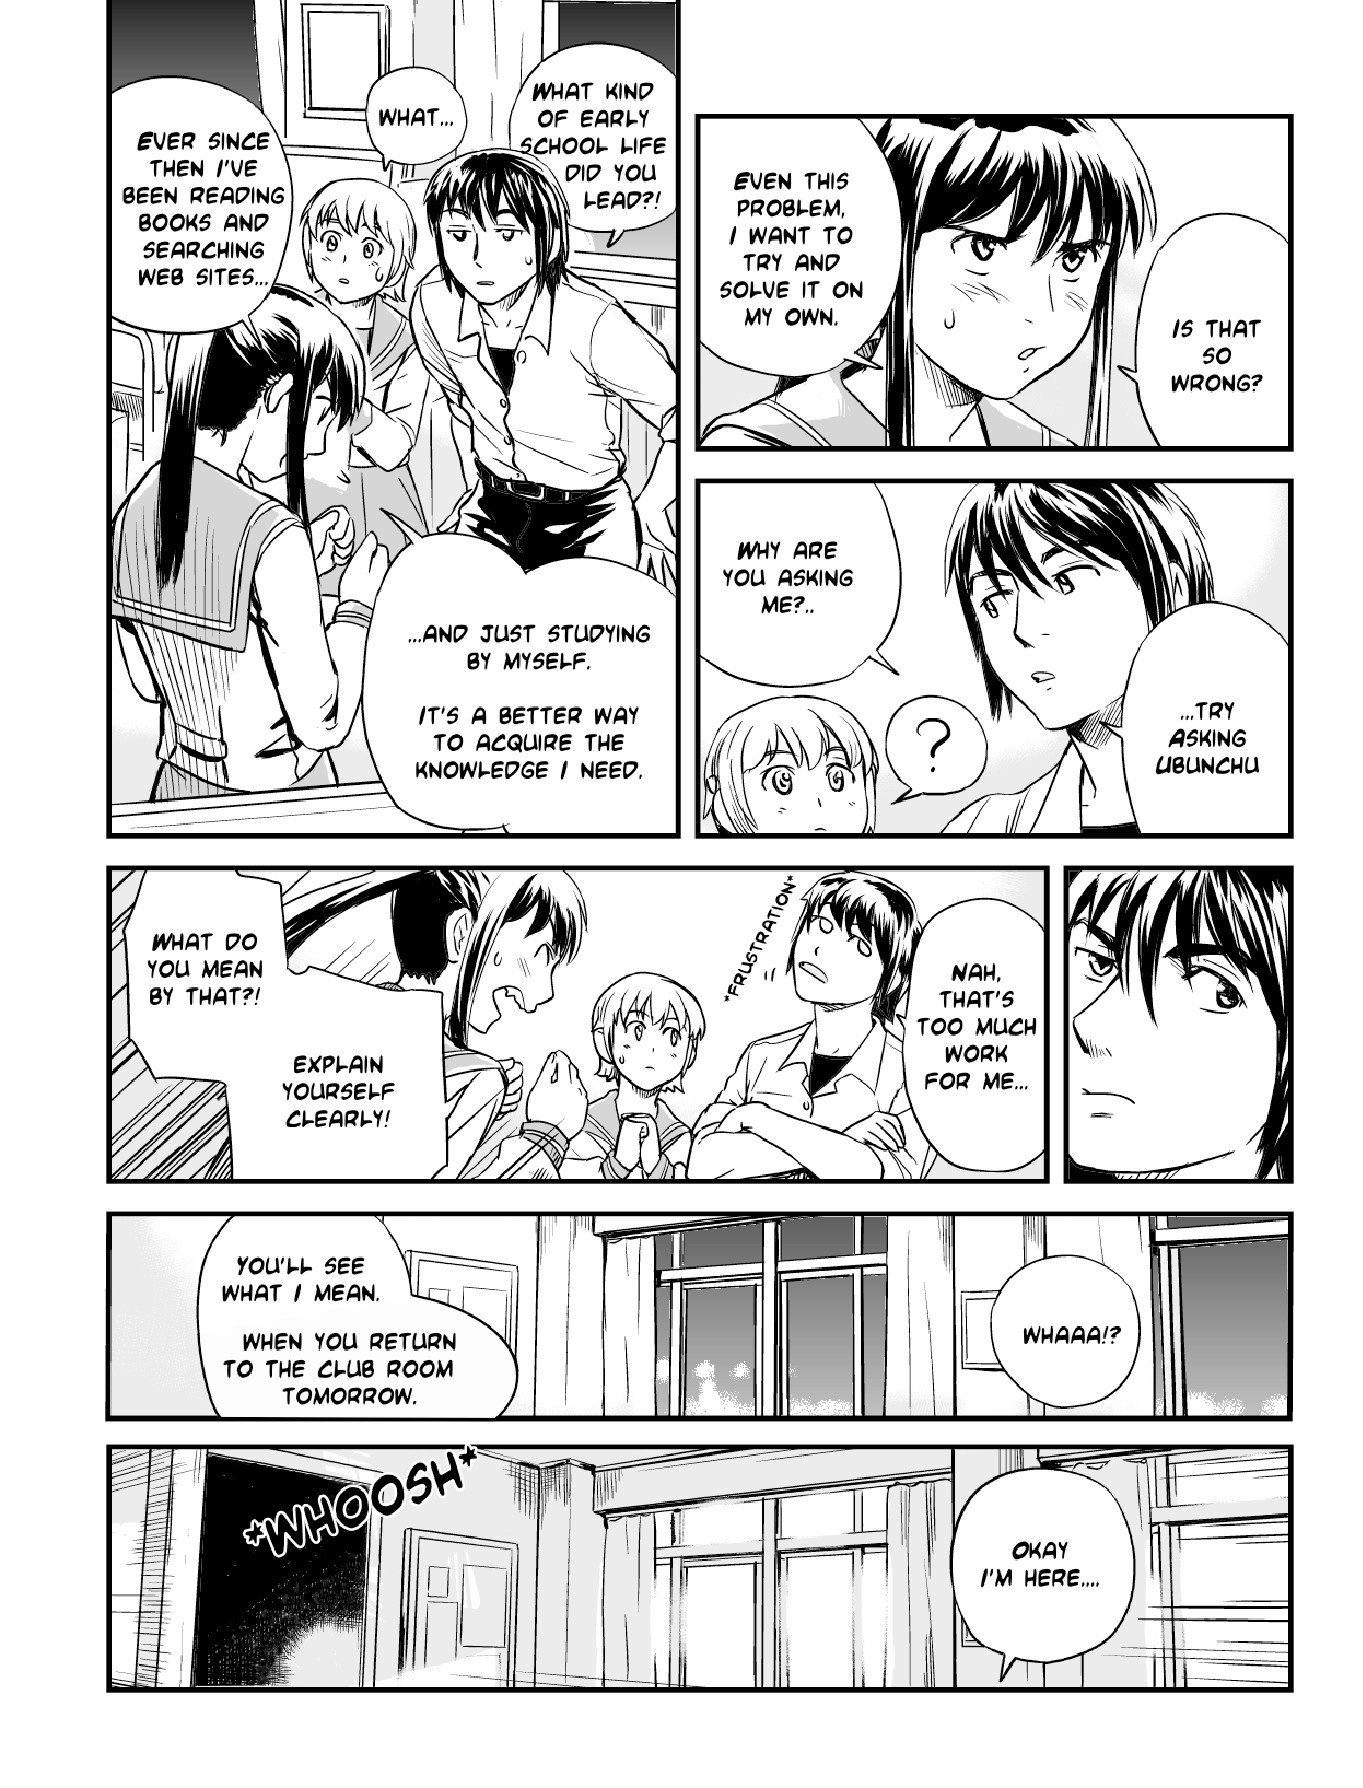 EVER SINCE
THEN I'VE
BEEN READING
BOOKS AND
SEARCHING
WEB SITES...
WHAT...
WHAT KIND
OF EARLY
SCHOOL LIFE
DID YOU
LEAD?!
...AND JUST STUDYING
BY MYSELF.
IT'S A BETTER WAY
TO ACQUIRE THE
KNOWLEDGE I NEED.
EVEN THIS
PROBLEM,
I WANT TO
TRY AND
SOLVE IT ON
MY OWN.
IS THAT
SO
WRONG?
WHY ARE
YOU ASKING
ME?..
?
...TRY
ASKING
UBUNCHU
WHAT DO
YOU MEAN
BY THAT?!
EXPLAIN
YOURSELF
CLEARLY!
*FRUSTRATION*
NAH,
THAT'S
TOO MUCH
WORK
FOR ME...
YOU'LL SEE
WHAT I MEAN.
WHEN YOU RETURN
TO THE CLUB ROOM
TOMORROW.
WHAAA!?
*WHOOSH*
OKAY
I'M HERE....